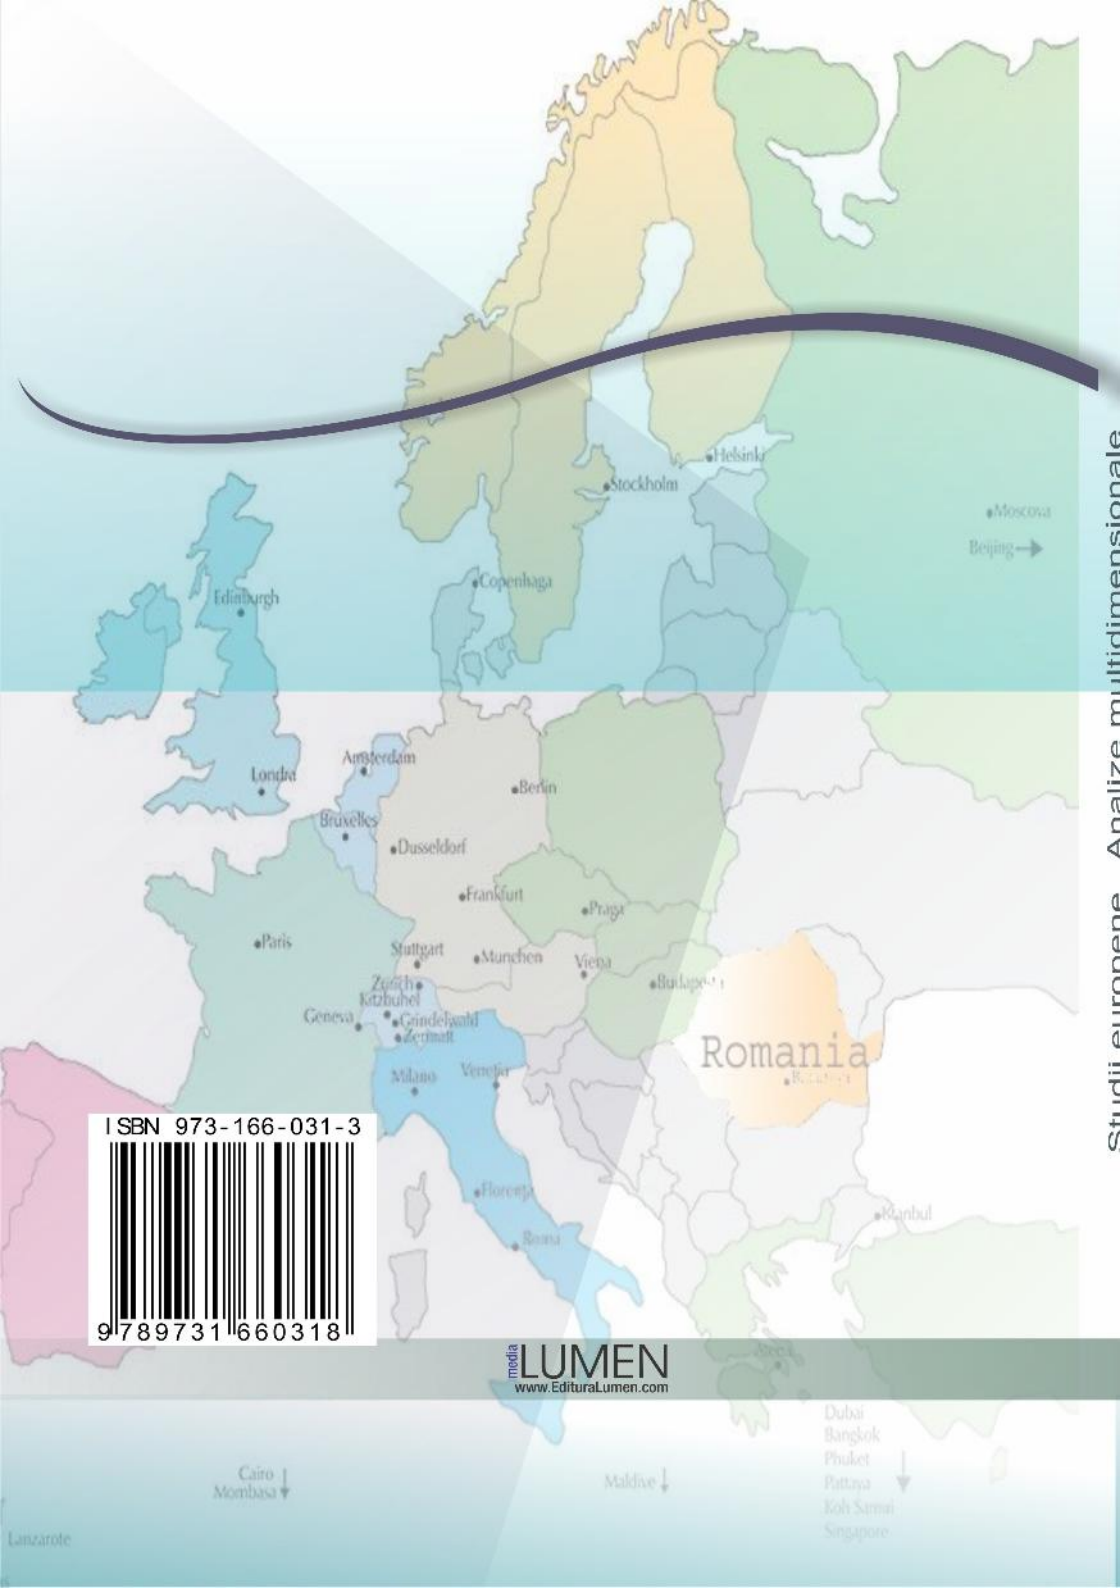 Helsinki
Stockholm
Moscova
Beijing
Copenhaga
Edinburgh
Amsterdam
Londra
Berlin
Bruxelles
Dusseldorf
Frankfurt
Praga
Paris
Stuttgart
Munchen
Viena
Zurich
Budapesta
Kitzbuhel
Geneva
Grindelwald
Zermatt
Romania
Milano
Venetia
ISBN 973-166-031-3
Florenta
Istanbul
Roma
9 789731 660318
Atena
media
LUMEN
www.EdituraLumen.com
Dubai
Bangkok
Phuket
Pattaya
Koh Samui
Singapore
Cairo
Mombasa
Maldive
Lanzarote
Studii europene Analize multidimensionale